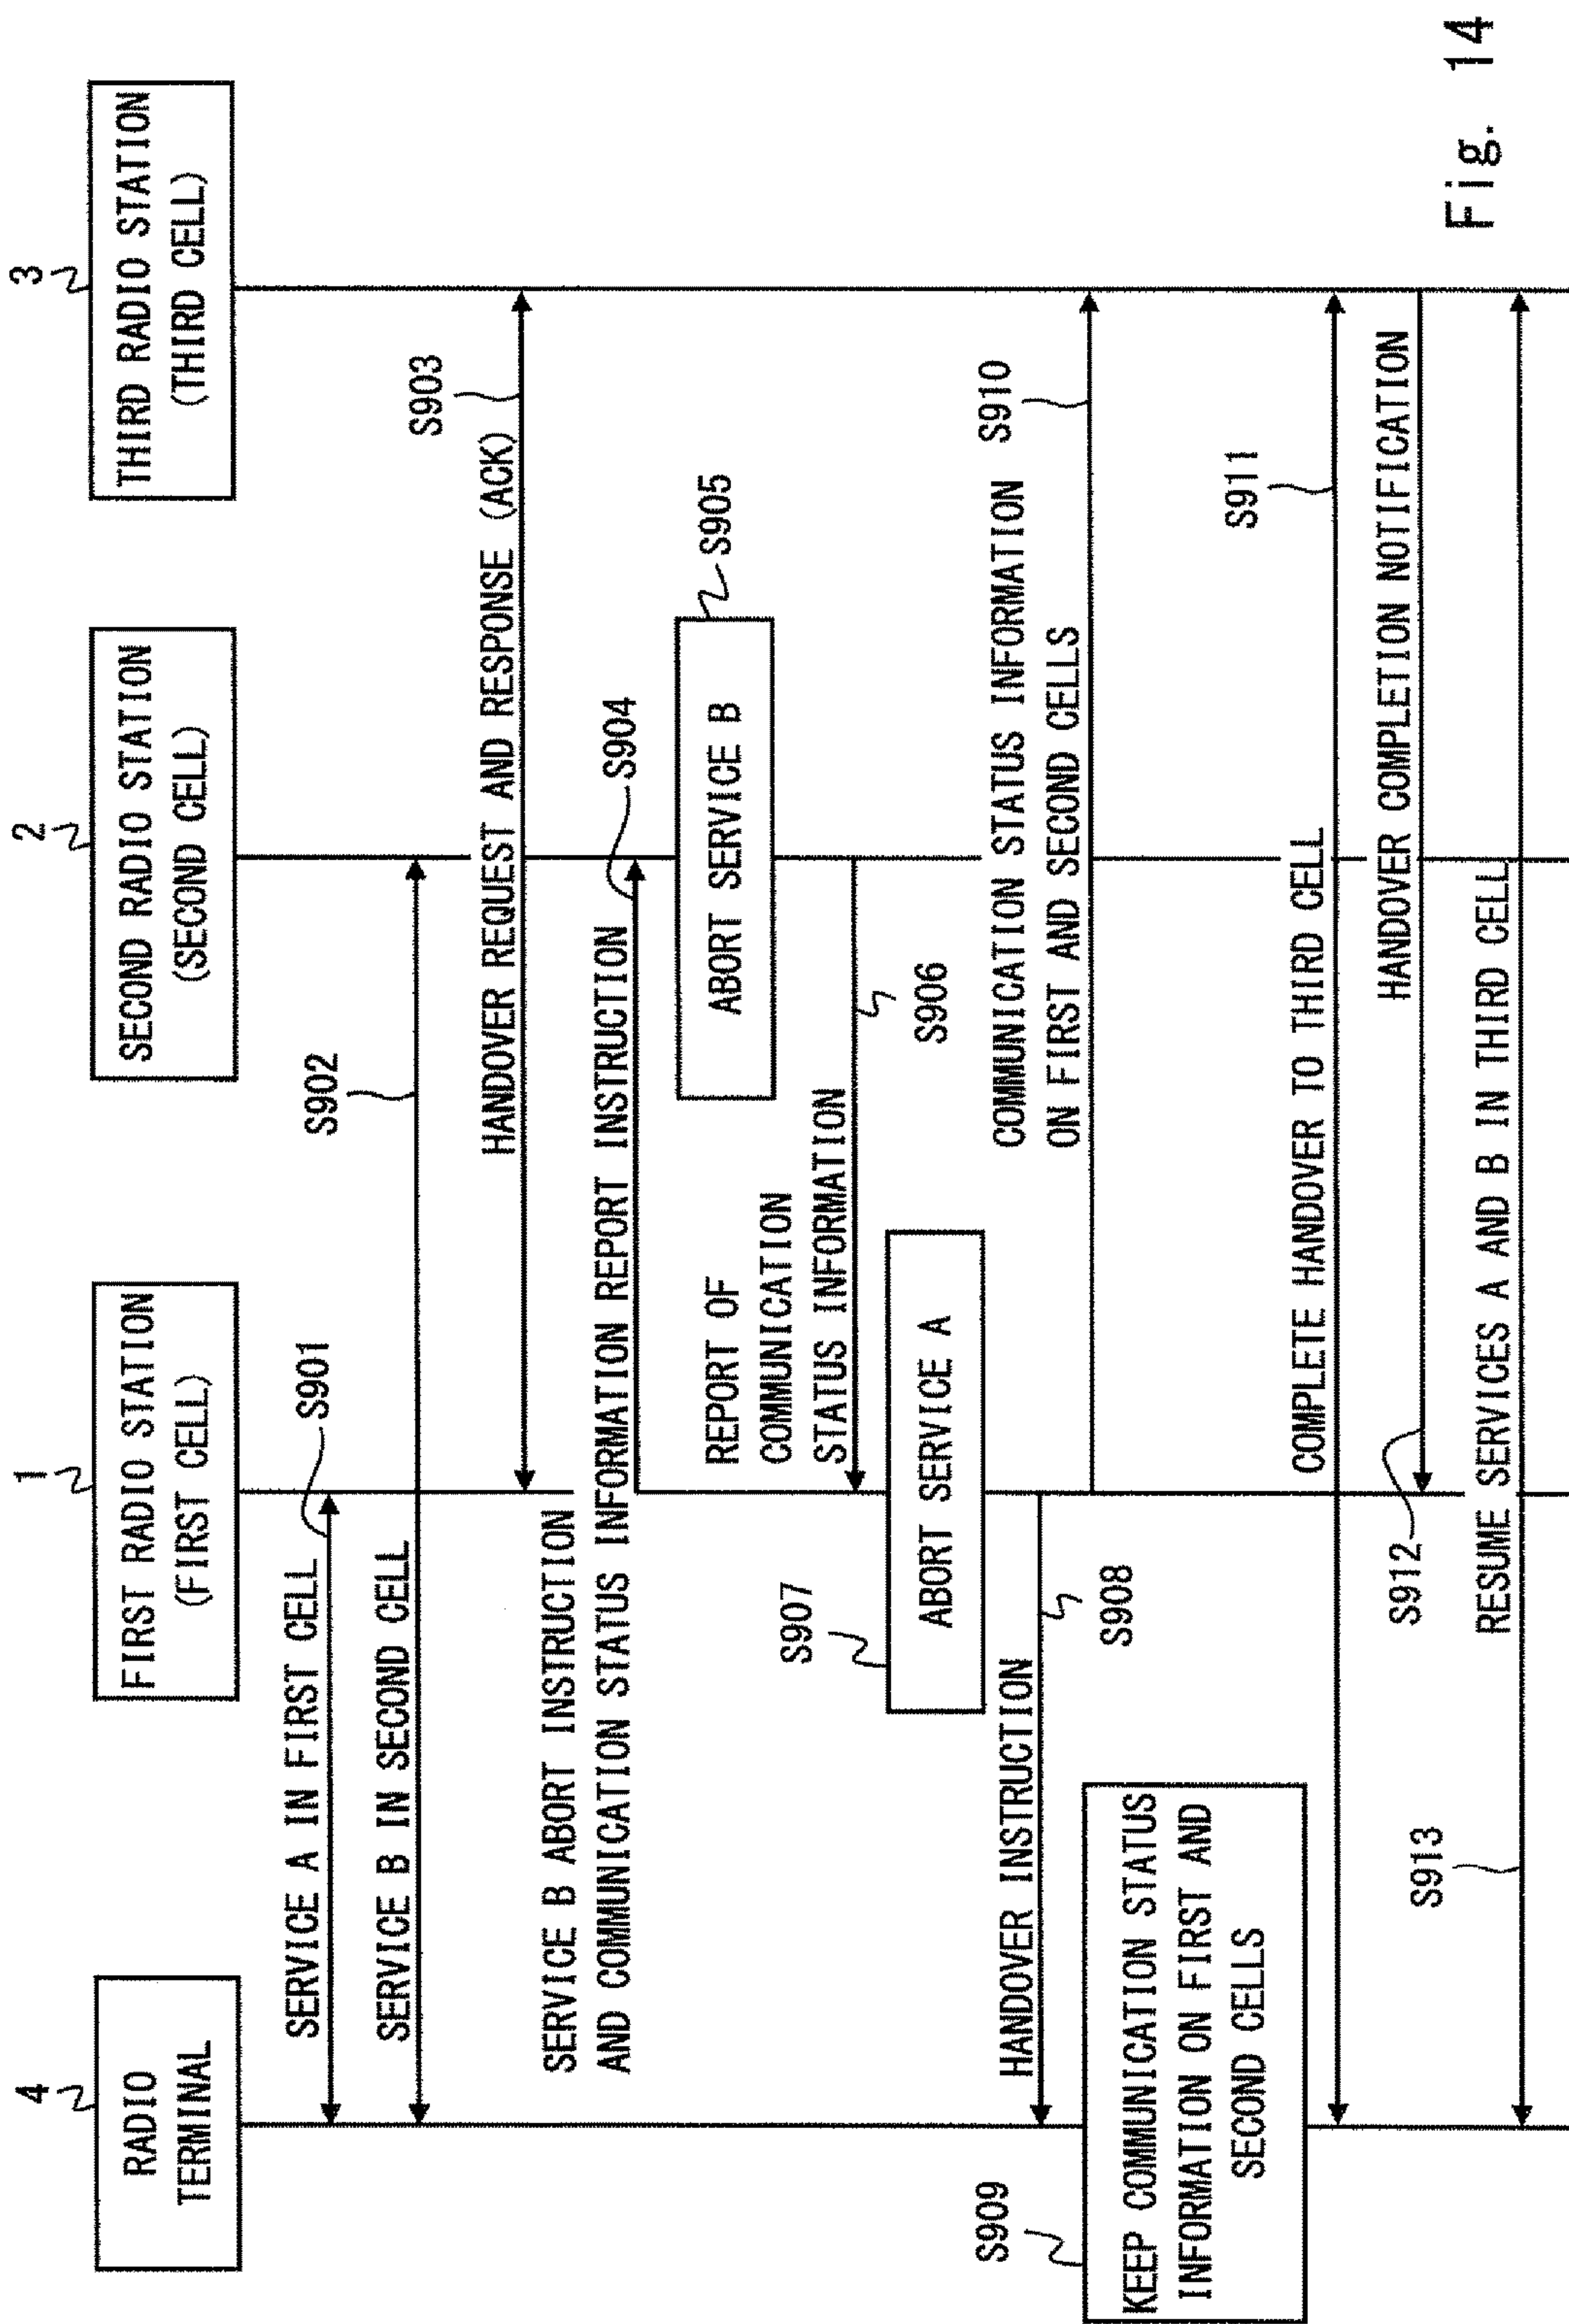 4
RADIO
TERMINAL
1
FIRST RADIO STATION
(FIRST CELL)
2
SECOND RADIO STATION
(SECOND CELL)
3
THIRD RADIO STATION
(THIRD CELL)
SERVICE A IN FIRST CELL
S901
SERVICE B IN SECOND CELL
S902
HANDOVER REQUEST AND RESPONSE (ACK)
S903
SERVICE B ABORT INSTRUCTION
AND COMMUNICATION STATUS INFORMATION REPORT INSTRUCTION
S904
ABORT SERVICE B
S905
REPORT OF
COMMUNICATION
STATUS INFORMATION
S906
S907
ABORT SERVICE A
HANDOVER INSTRUCTION
S908
S909
KEEP COMMUNICATION STATUS
INFORMATION ON FIRST AND
SECOND CELLS
COMMUNICATION STATUS INFORMATION
ON FIRST AND SECOND CELLS
S910
COMPLETE HANDOVER TO THIRD CELL
S911
HANDOVER COMPLETION NOTIFICATION
S912
RESUME SERVICES A AND B IN THIRD CELL
S913
Fig. 14